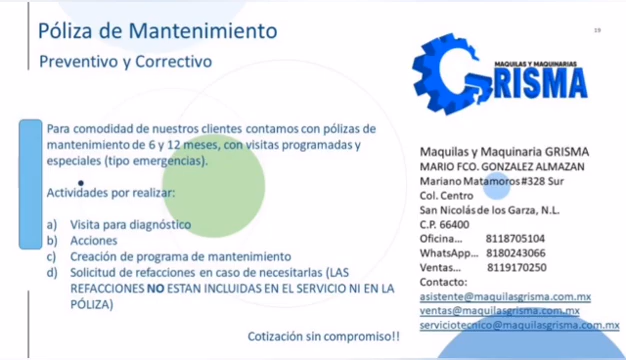 Póliza de Mantenimiento
Preventivo y Correctivo
19
MAQUILAS Y MAQUINARIAS
GRISMA
Para comodidad de nuestros clientes contamos con pólizas de
mantenimiento de 6 y 12 meses, con visitas programadas y
especiales (tipo emergencias).
Actividades por realizar:
a) Visita para diagnóstico
b) Acciones
c) Creación de programa de mantenimiento
d) Solicitud de refacciones en caso de necesitarlas (LAS
REFACCIONES NO ESTAN INCLUIDAS EN EL SERVICIO NI EN LA
PÓLIZA)
Cotización sin compromiso!!
Maquilas y Maquinaria GRISMA
MARIO FCO. GONZALEZ ALMAZAN
Mariano Matamoros #328 Sur
Col. Centro
San Nicolás de los Garza, N.L.
C.P. 66400
Oficina... 8118705104
WhatsApp... 8180243066
Ventas... 8119170250
Contacto:
asistente@maquilasgrisma.com.mx
ventas@maquilasgrisma.com.mx
serviciotecnico@maquilasgrisma.com.mx